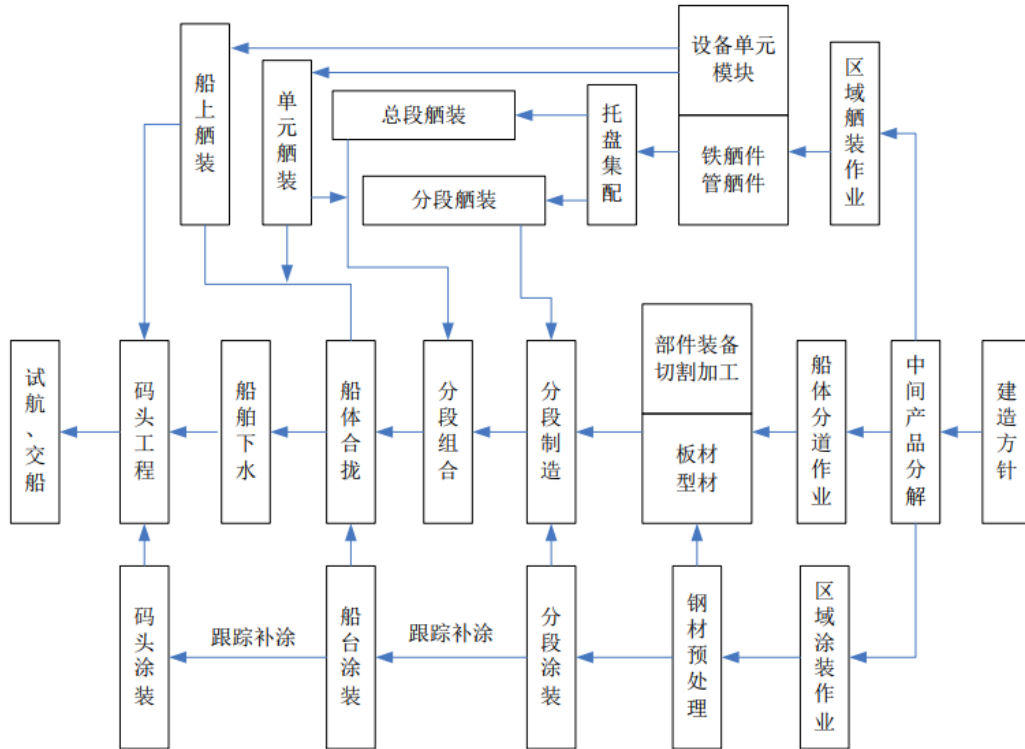 设备单元
模块
船上舾装
单元舾装
总段舾装
托盘集配
区域舾装作业
铁舾件
管舾件
分段舾装
部件装备
切割加工
试航、交船
码头工程
船舶下水
船体合拢
分段组合
分段制造
板材
型材
船体分道作业
中间产品分解
建造方针
码头涂装
跟踪补涂
船台涂装
跟踪补涂
分段涂装
钢材预处理
区域涂装作业